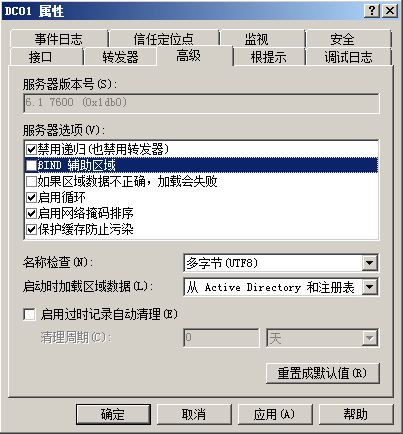 DC01 属性
事件日志 信任定位点 监视 安全
接口 转发器 高级 根提示 调试日志
服务器版本号(S):
6.1 7600 (0x1db0)
服务器选项(V):
禁用递归(也禁用转发器)
BIND 辅助区域
如果区域数据不正确，加载会失败
启用循环
启用网络掩码排序
保护缓存防止污染
名称检查(N): 多字节(UTF8)
启动时加载区域数据(L): 从 Active Directory 和注册表
启用过时记录自动清理(E)
清理周期(C): 0 天
重置成默认值(R)
确定 取消 应用(A) 帮助